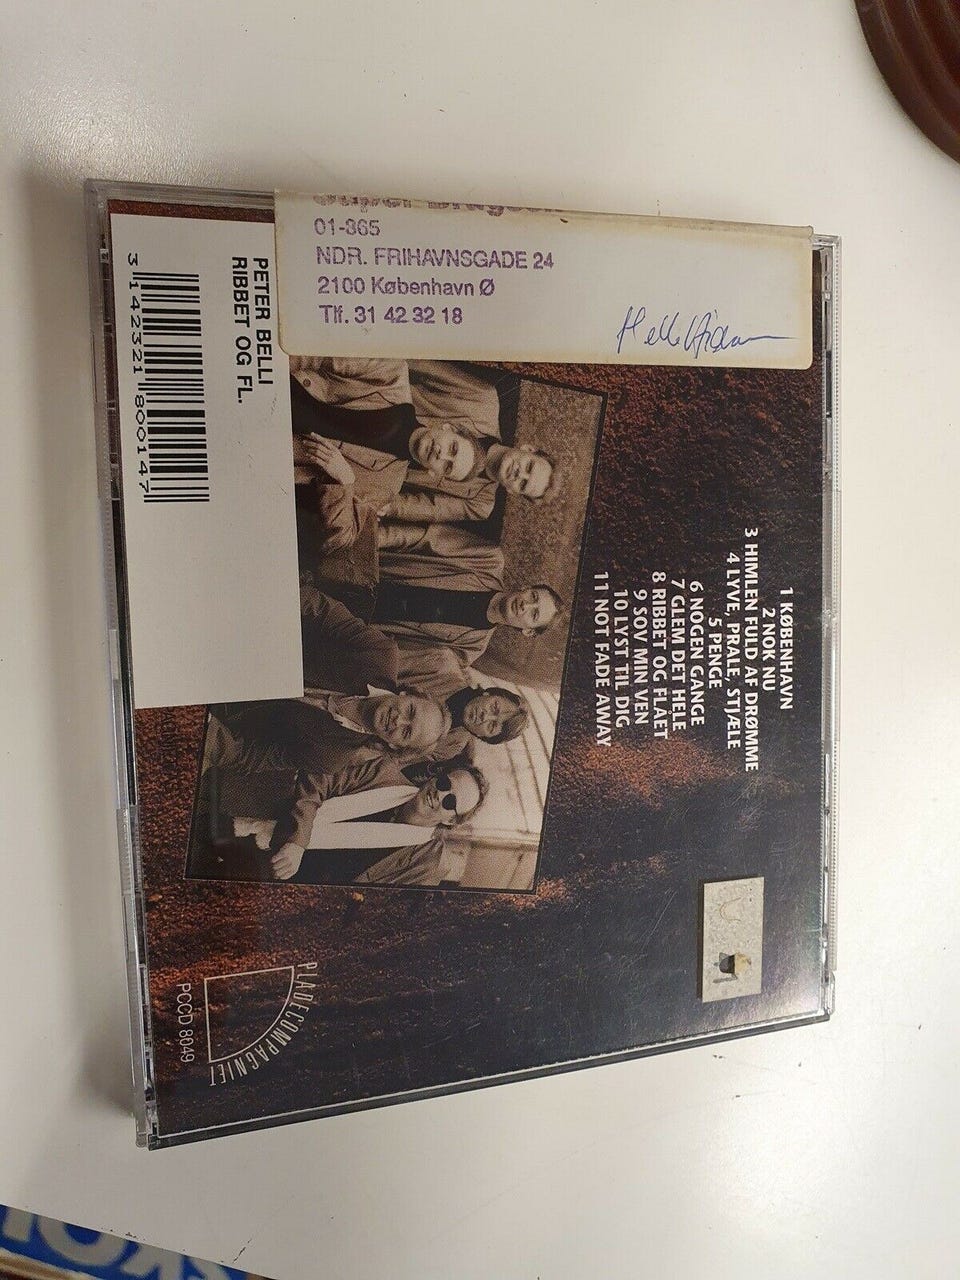 01-865
NDR. FRIHAVNSGADE 24
2100 København Ø
Tlf. 31 42 32 18
PETER BELLI
RIBBET OG FL.
3 142321 800147
1 KØBENHAVN
2 NOK NU
3 HIMLEN FULD AF DRØMME
4 LYVE, PRALE, STJÆLE
5 PENGE
6 NOGEN GANGE
7 GLEM DET HELE
8 RIBBET OG FLÅET
9 SOV MIN VEN
10 LYST TIL DIG
11 NOT FADE AWAY
PLADECOMPAGNIET
PCCD 8049